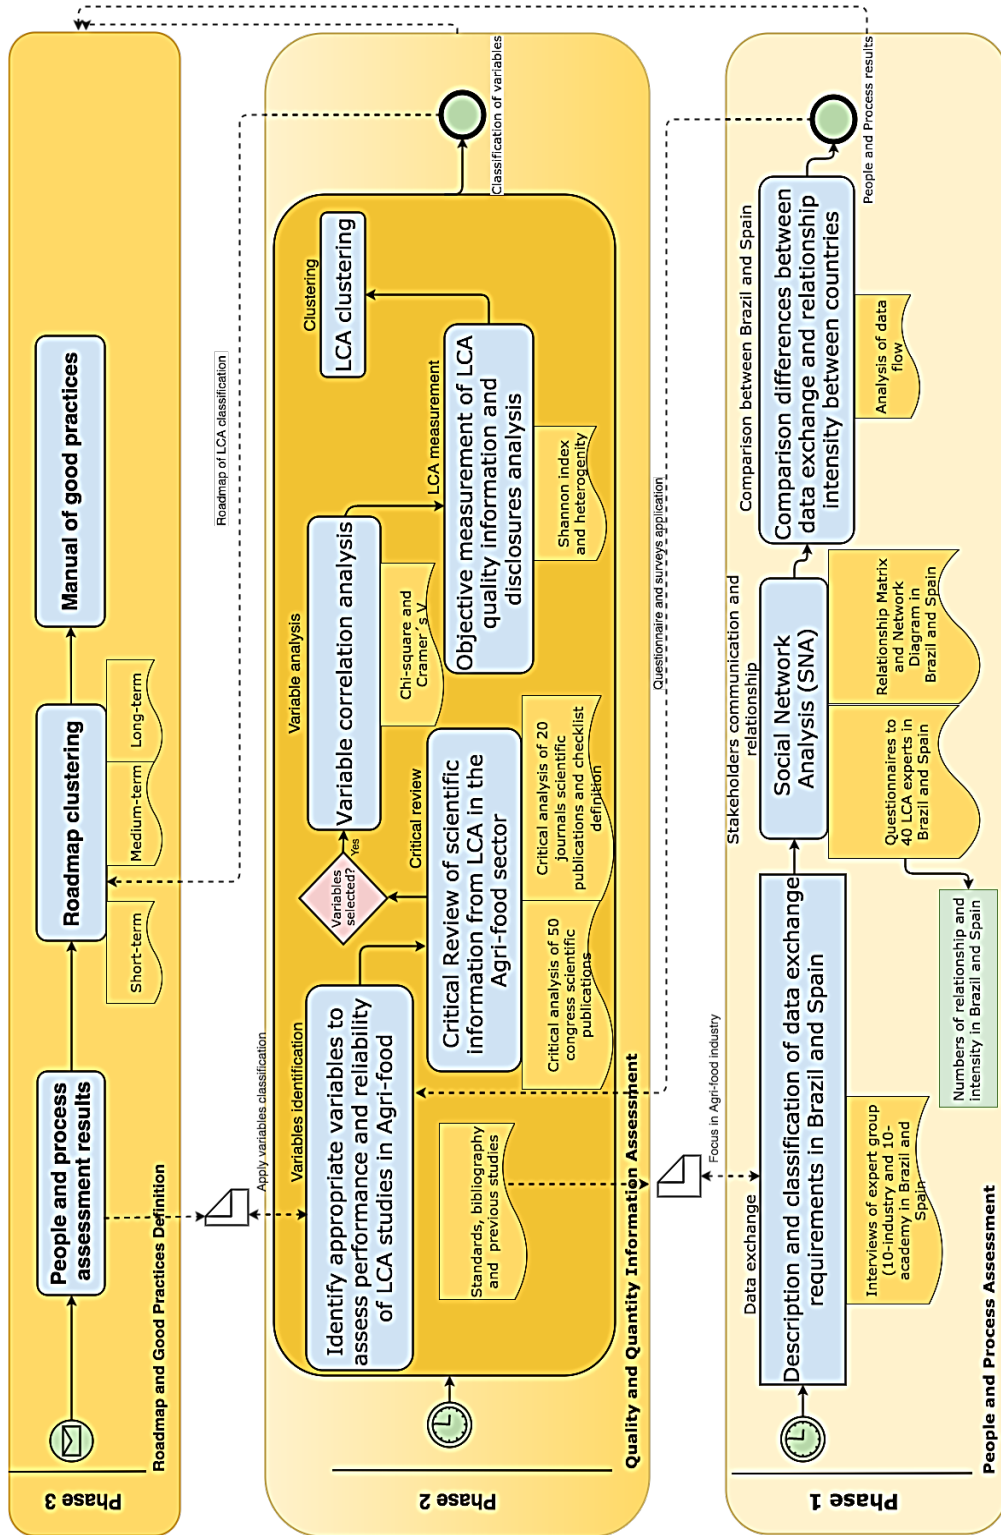 Phase 3
Roadmap and Good Practices Definition
People and process
assessment results
Roadmap clustering
Short-term
Medium-term
Long-term
Manual of good practices
Roadmap of LCA classification
Apply variables classification
Phase 2
Quality and Quantity Information Assessment
Variables identification
Identify appropriate variables to
assess performance and reliability
of LCA studies in Agri-food
Standards, bibliography
and previous studies
Critical review
Critical Review of scientific
information from LCA in the
Agri-food sector
Critical analysis of 50
congress scientific
publications
Critical analysis of 20
journals scientific
publications and checklist
definition
Variables
selected?
Yes
Variable analysis
Variable correlation analysis
Chi-square and
Cramer´s V
LCA measurement
Objective measurement of LCA
quality information and
disclosures analysis
Shannon index
and heterogenity
Clustering
LCA clustering
Classification of variables
Questionnaire and surveys application
Focus in Agri-food industry
Phase 1
People and Process Assessment
Data exchange
Description and classification of data exchange
requirements in Brazil and Spain
Interviews of expert group
(10-industry and 10-
academy in Brazil and
Spain
Stakeholders communication and
relationship
Social Network
Analysis (SNA)
Questionnaires to
40 LCA experts in
Brazil and Spain
Relationship Matrix
and Network
Diagram in
Brazil and Spain
Numbers of relationship and
intensity in Brazil and Spain
Comparison between Brazil and Spain
Comparison differences between
data exchange and relationship
intensity between countries
Analysis of data
flow
People and Process results